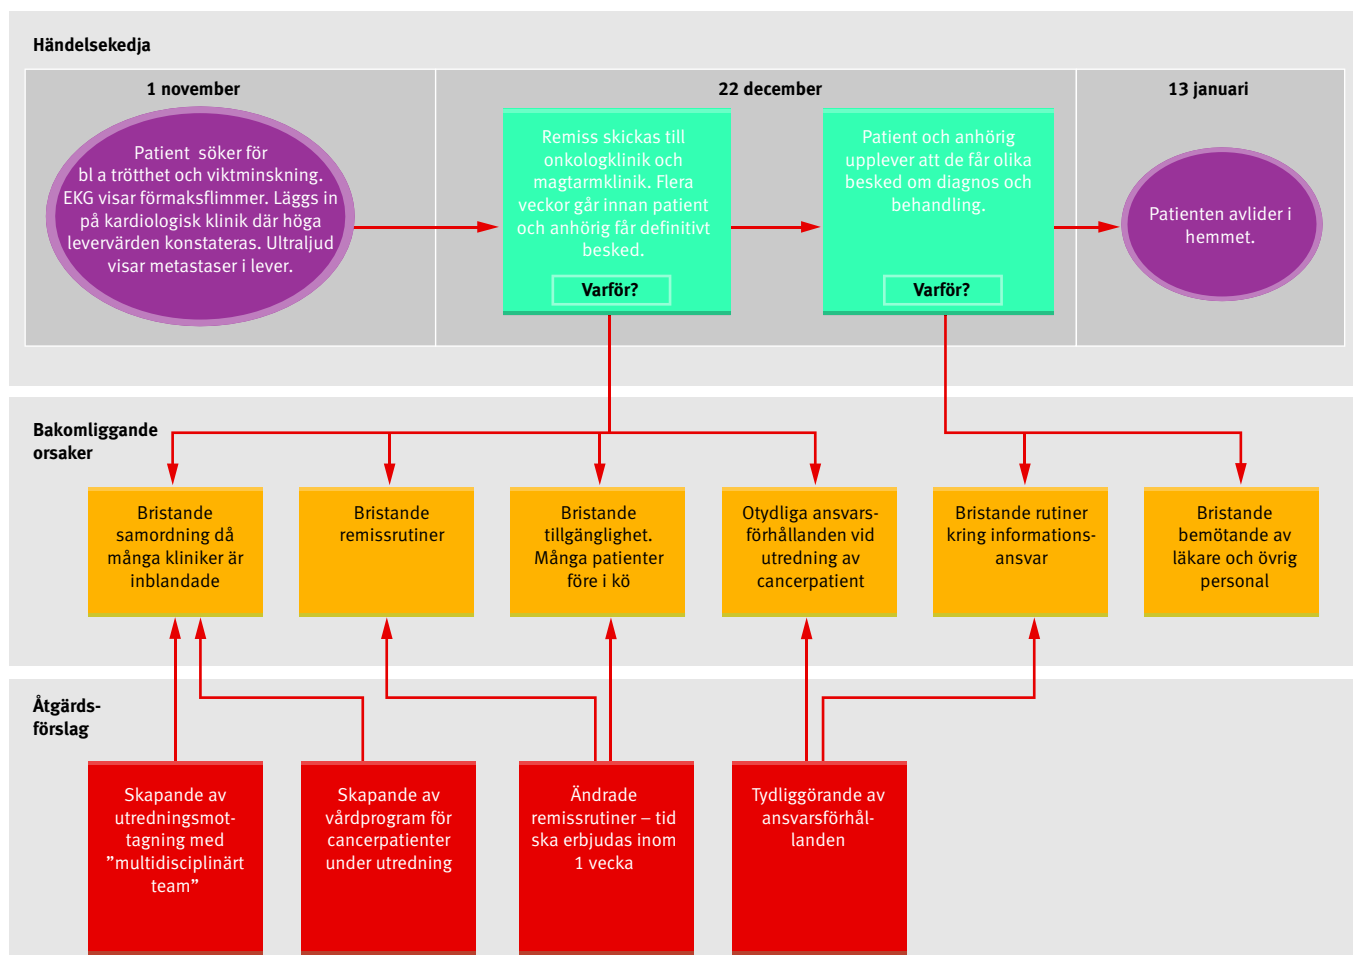 Händelsekedja
1 november
22 december
13 januari
Patient söker för
bl a trötthet och viktminskning.
EKG visar förmaksflimmer. Läggs in
på kardiologisk klinik där höga
levervärden konstateras. Ultraljud
visar metastaser i lever.
Remiss skickas till
onkologklinik och
magtarmklinik. Flera
veckor går innan patient
och anhörig får definitivt
besked.
Varför?
Patient och anhörig
upplever att de får olika
besked om diagnos och
behandling.
Varför?
Patienten avlider i
hemmet.
Bakomliggande
orsaker
Bristande
samordning då
många kliniker är
inblandade
Bristande
remissrutiner
Bristande
tillgänglighet.
Många patienter
före i kö
Otydliga ansvars-
förhållanden vid
utredning av
cancerpatient
Bristande rutiner
kring informations-
ansvar
Bristande
bemötande av
läkare och övrig
personal
Åtgärds-
förslag
Skapande av
utredningsmot-
tagning med
”multidisciplinärt
team”
Skapande av
vårdprogram för
cancerpatienter
under utredning
Ändrade
remissrutiner – tid
ska erbjudas inom
1 vecka
Tydliggörande av
ansvarsförhål-
landen